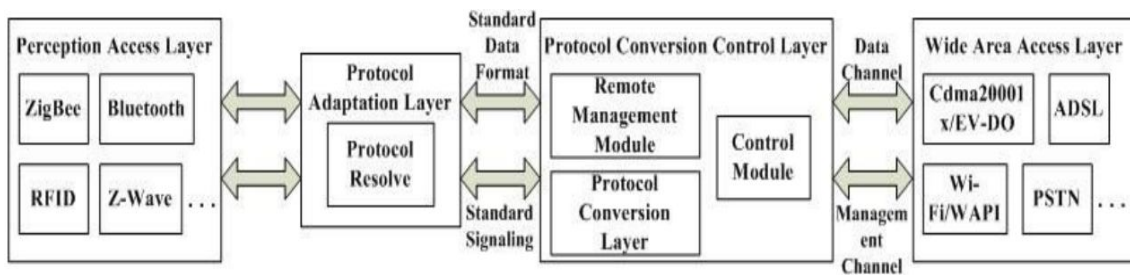 Perception Access Layer
ZigBee
Bluetooth
RFID
Z-Wave
...
Protocol
Adaptation Layer
Protocol
Resolve
Standard
Data
Format
Standard
Signaling
Protocol Conversion Control Layer
Remote
Management
Module
Protocol
Conversion
Layer
Control
Module
Data
Channel
Managem
ent
Channel
Wide Area Access Layer
Cdma20001
x/EV-DO
ADSL
Wi-
Fi/WAPI
PSTN
...